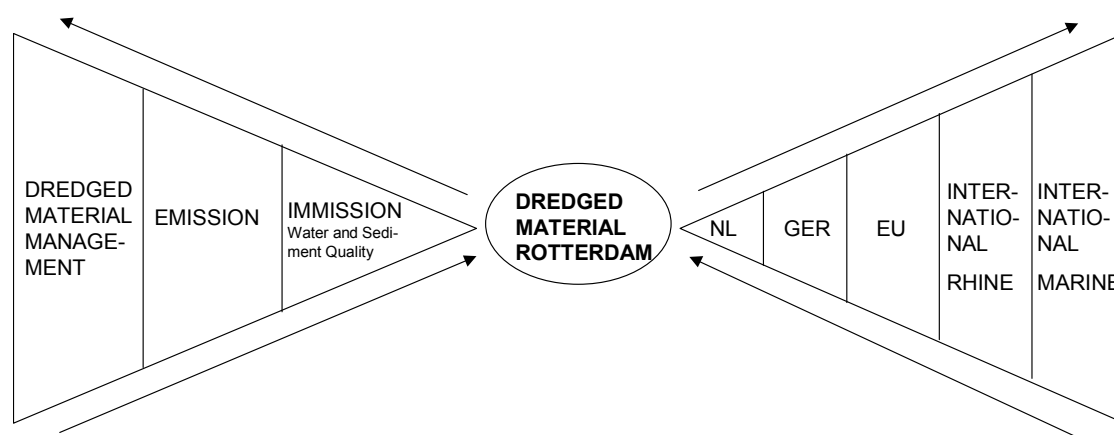 DREDGED
MATERIAL
MANAGE-
MENT
EMISSION
IMMISSION
Water and Sedi-
ment Quality
DREDGED
MATERIAL
ROTTERDAM
NL
GER
EU
INTER-
NATIO-
NAL
RHINE
INTER-
NATIO-
NAL
MARINE